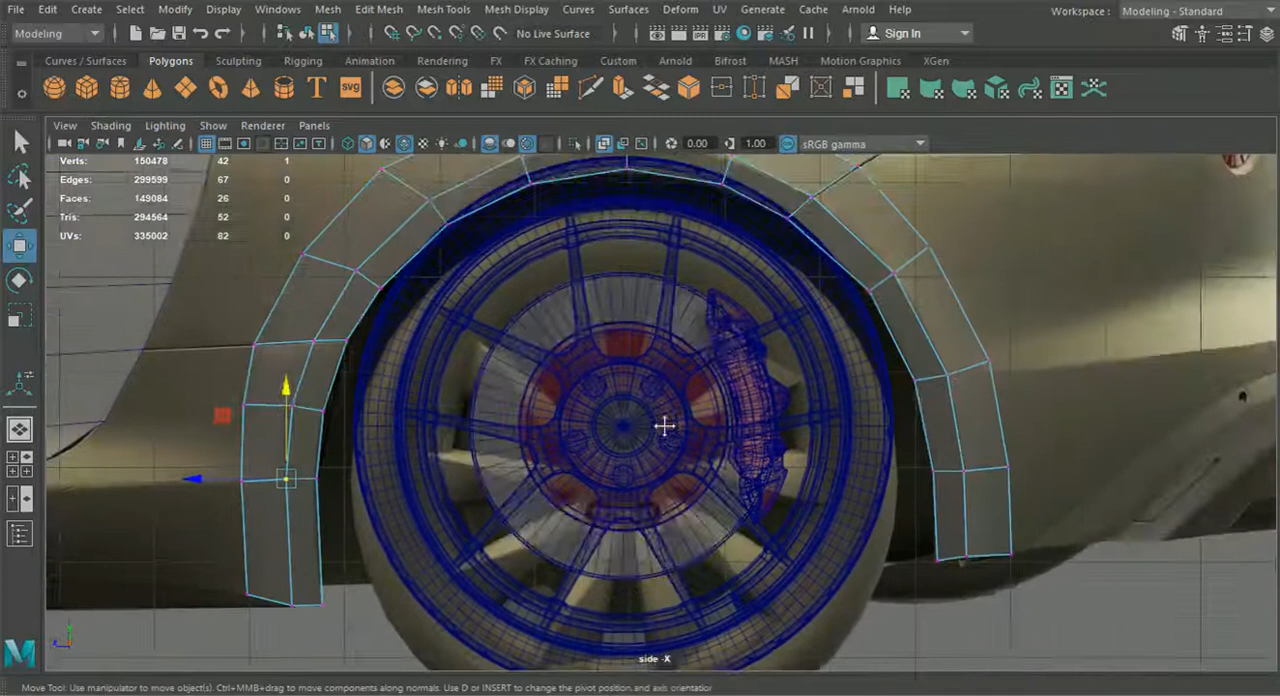 File Edit Create Select Modify Display Windows Mesh Edit Mesh Mesh Tools Mesh Display Curves Surfaces Deform UV Generate Cache Arnold Help Workspace : Modeling - Standard
Modeling No Live Surface Sign In
Curves / Surfaces Polygons Sculpting Rigging Animation Rendering FX FX Caching Custom Arnold Bifrost MASH Motion Graphics XGen
T svg
View Shading Lighting Show Renderer Panels
0.00 1.00 sRGB gamma
Verts: 150478 42 1
Edges: 299599 67 0
Faces: 149084 26 0
Tris: 294564 52 0
UVs: 335002 82 0
side -X
Move Tool: Use manipulator to move object(s). Ctrl+MMB+drag to move components along normals. Use D or INSERT to change the pivot position and axis orientation